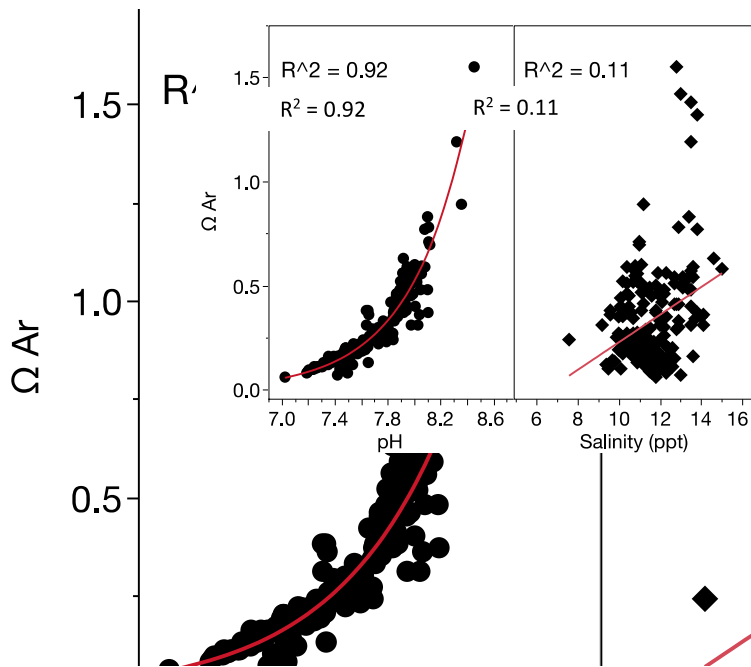 1.5
1.0
0.5
Ω Ar
R^
R^2 = 0.92
R^2 = 0.11
R² = 0.92
R² = 0.11
1.5
1.0
0.5
0.0
Ω Ar
7.0 7.4 7.8 8.2 8.6
pH
6 8 10 12 14 16
Salinity (ppt)